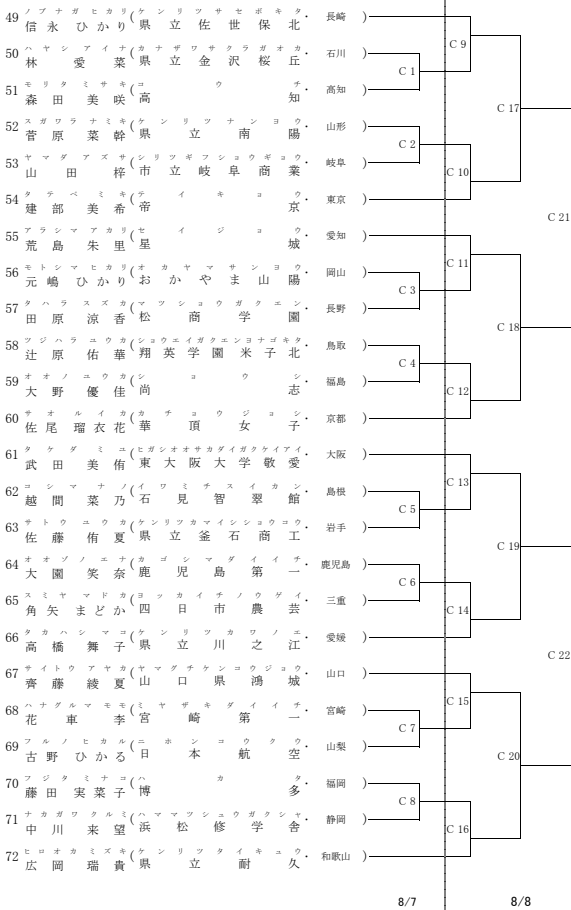 49 信永 ひかり ノブナガ ヒカリ ( 県立佐世保北 ケンリツサセボキタ ・ 長崎 )
50 林 愛菜 ハヤシ アイナ ( 県立金沢桜丘 カナザワサクラガオカ ・ 石川 )
C 1
C 9
51 森田 美咲 モリタ ミサキ ( 高知 コウチ ・ 高知 )
C 17
52 菅原 菜幹 スガワラ ナミキ ( 県立南陽 ケンリツナンヨウ ・ 山形 )
C 2
53 山田 梓 ヤマダ アズサ ( 市立岐阜商業 シリツギフショウギョウ ・ 岐阜 )
C 10
54 建部 美希 タテベ ミキ ( 帝京 テイキョウ ・ 東京 )
C 21
55 荒島 朱里 アラシマ アカリ ( 星城 セイジョウ ・ 愛知 )
C 11
56 元嶋 ひかり モトシマ ヒカリ ( おかやま山陽 オカヤマサンヨウ ・ 岡山 )
C 3
57 田原 涼香 タハラ スズカ ( 松商学園 マツショウガクエン ・ 長野 )
C 18
58 辻原 佑華 ツジハラ ユウカ ( 翔英学園米子北 ショウエイガクエンヨナゴキタ ・ 鳥取 )
C 4
59 大野 優佳 オオノ ユウカ ( 尚志 ショウシ ・ 福島 )
C 12
60 佐尾 瑠衣花 サオ ルイカ ( 華頂女子 カチョウジョシ ・ 京都 )
61 武田 美侑 タケダ ミユ ( 東大阪大学敬愛 ヒガシオオサカダイガクケイアイ ・ 大阪 )
C 13
62 越間 菜乃 コシマ ナノ ( 石見智翠館 イワミチスイカン ・ 島根 )
C 5
63 佐藤 侑夏 サトウ ユウカ ( 県立釜石商工 ケンリツカマイシショウコウ ・ 岩手 )
C 19
64 大園 笑奈 オオゾノ エナ ( 鹿児島第一 カゴシマダイイチ ・ 鹿児島 )
C 6
65 角矢 まどか スミヤ マドカ ( 四日市農芸 ヨッカイチノウゲイ ・ 三重 )
C 14
66 高橋 舞子 タカハシ マコ ( 県立川之江 ケンリツカワノエ ・ 愛媛 )
C 22
67 齊藤 綾夏 サイトウ アヤカ ( 山口県鴻城 ヤマグチケンコウジョウ ・ 山口 )
C 15
68 花車 李 ハナグルマ モモ ( 宮崎第一 ミヤザキダイイチ ・ 宮崎 )
C 7
69 古野 ひかる フルノ ヒカル ( 日本航空 ニホンコウクウ ・ 山梨 )
C 20
70 藤田 実菜子 フジタ ミナコ ( 博多 ハカタ ・ 福岡 )
C 8
71 中川 来望 ナカガワ クルミ ( 浜松修学舎 ハママツシュウガクシャ ・ 静岡 )
C 16
72 広岡 瑞貴 ヒロオカ ミズキ ( 県立耐久 ケンリツタイキュウ ・ 和歌山 )
8/7 8/8